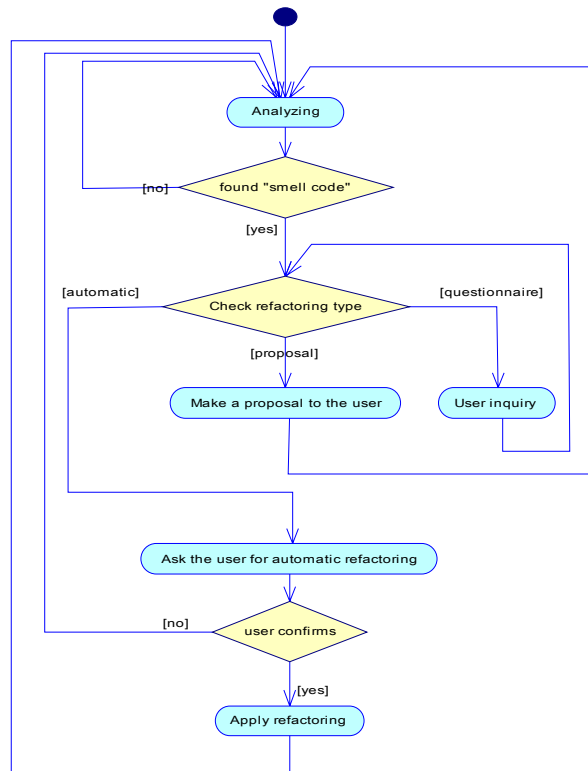 Analyzing
found "smell code"
[no]
[yes]
[automatic]
[questionnaire]
Check refactoring type
[proposal]
Make a proposal to the user
User inquiry
Ask the user for automatic refactoring
[no]
user confirms
[yes]
Apply refactoring